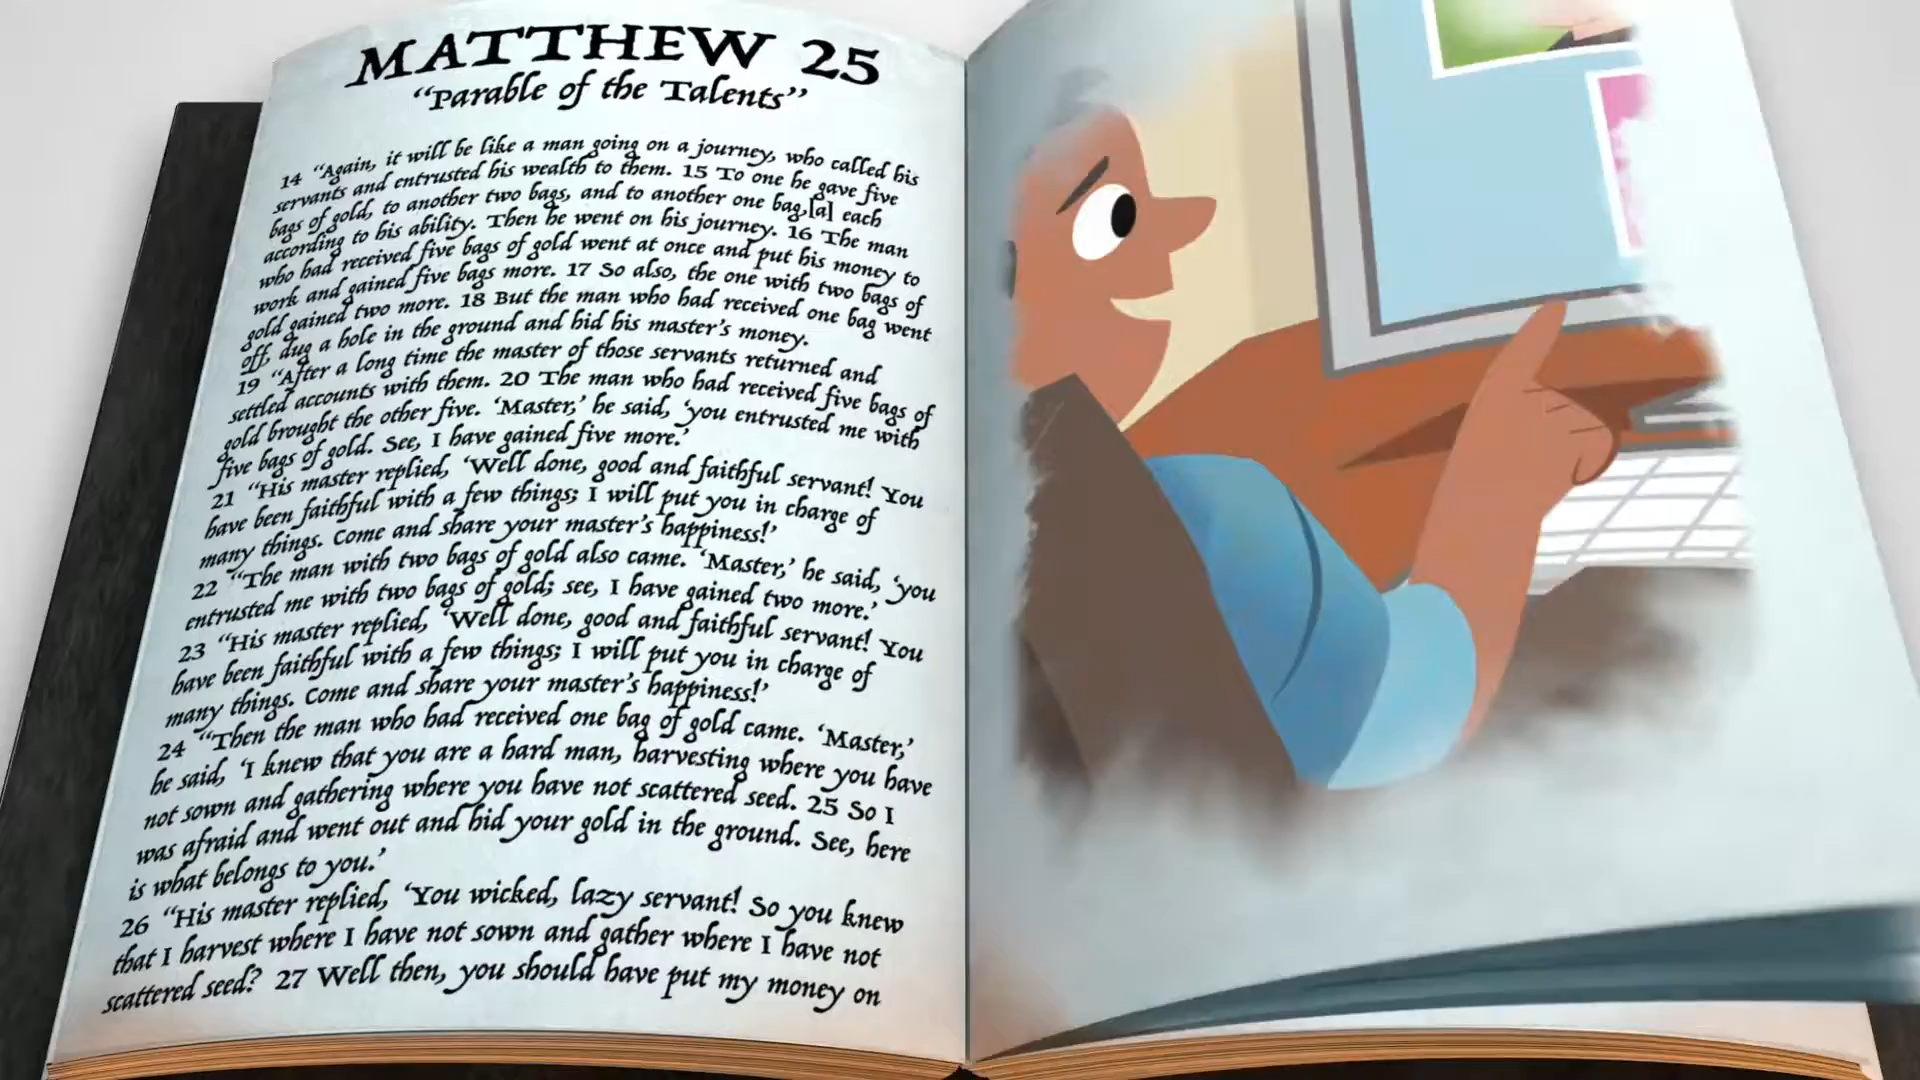 MATTHEW 25
“Parable of the Talents”
14 “Again, it will be like a man going on a journey, who called his
servants and entrusted his wealth to them. 15 To one he gave five
bags of gold, to another two bags, and to another one bag,[a] each
according to his ability. Then he went on his journey. 16 The man
who had received five bags of gold went at once and put his money to
work and gained five bags more. 17 So also, the one with two bags of
gold gained two more. 18 But the man who had received one bag went
off, dug a hole in the ground and hid his master’s money.
19 “After a long time the master of those servants returned and
settled accounts with them. 20 The man who had received five bags of
gold brought the other five. ‘Master,’ he said, ‘you entrusted me with
five bags of gold. See, I have gained five more.’
21 “His master replied, ‘Well done, good and faithful servant! You
have been faithful with a few things; I will put you in charge of
many things. Come and share your master’s happiness!’
22 “The man with two bags of gold also came. ‘Master,’ he said, ‘you
entrusted me with two bags of gold; see, I have gained two more.’
23 “His master replied, ‘Well done, good and faithful servant! You
have been faithful with a few things; I will put you in charge of
many things. Come and share your master’s happiness!’
24 “Then the man who had received one bag of gold came. ‘Master,’
he said, ‘I knew that you are a hard man, harvesting where you have
not sown and gathering where you have not scattered seed. 25 So I
was afraid and went out and hid your gold in the ground. See, here
is what belongs to you.’
26 “His master replied, ‘You wicked, lazy servant! So you knew
that I harvest where I have not sown and gather where I have not
scattered seed? 27 Well then, you should have put my money on